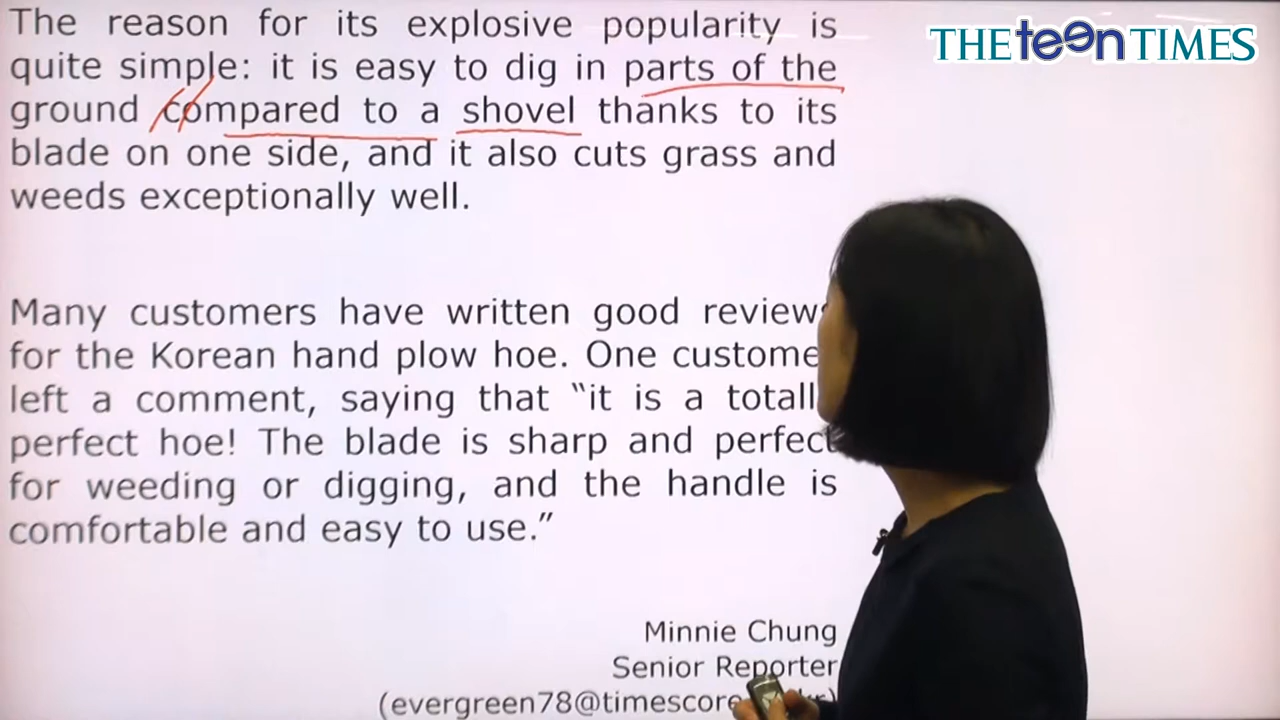 THE teen TIMES
The reason for its explosive popularity is
quite simple: it is easy to dig in parts of the
ground compared to a shovel thanks to its
blade on one side, and it also cuts grass and
weeds exceptionally well.
Many customers have written good reviews
for the Korean hand plow hoe. One custome
left a comment, saying that “it is a totall
perfect hoe! The blade is sharp and perfect
for weeding or digging, and the handle is
comfortable and easy to use.”
Minnie Chung
Senior Reporter
(evergreen78@timescore